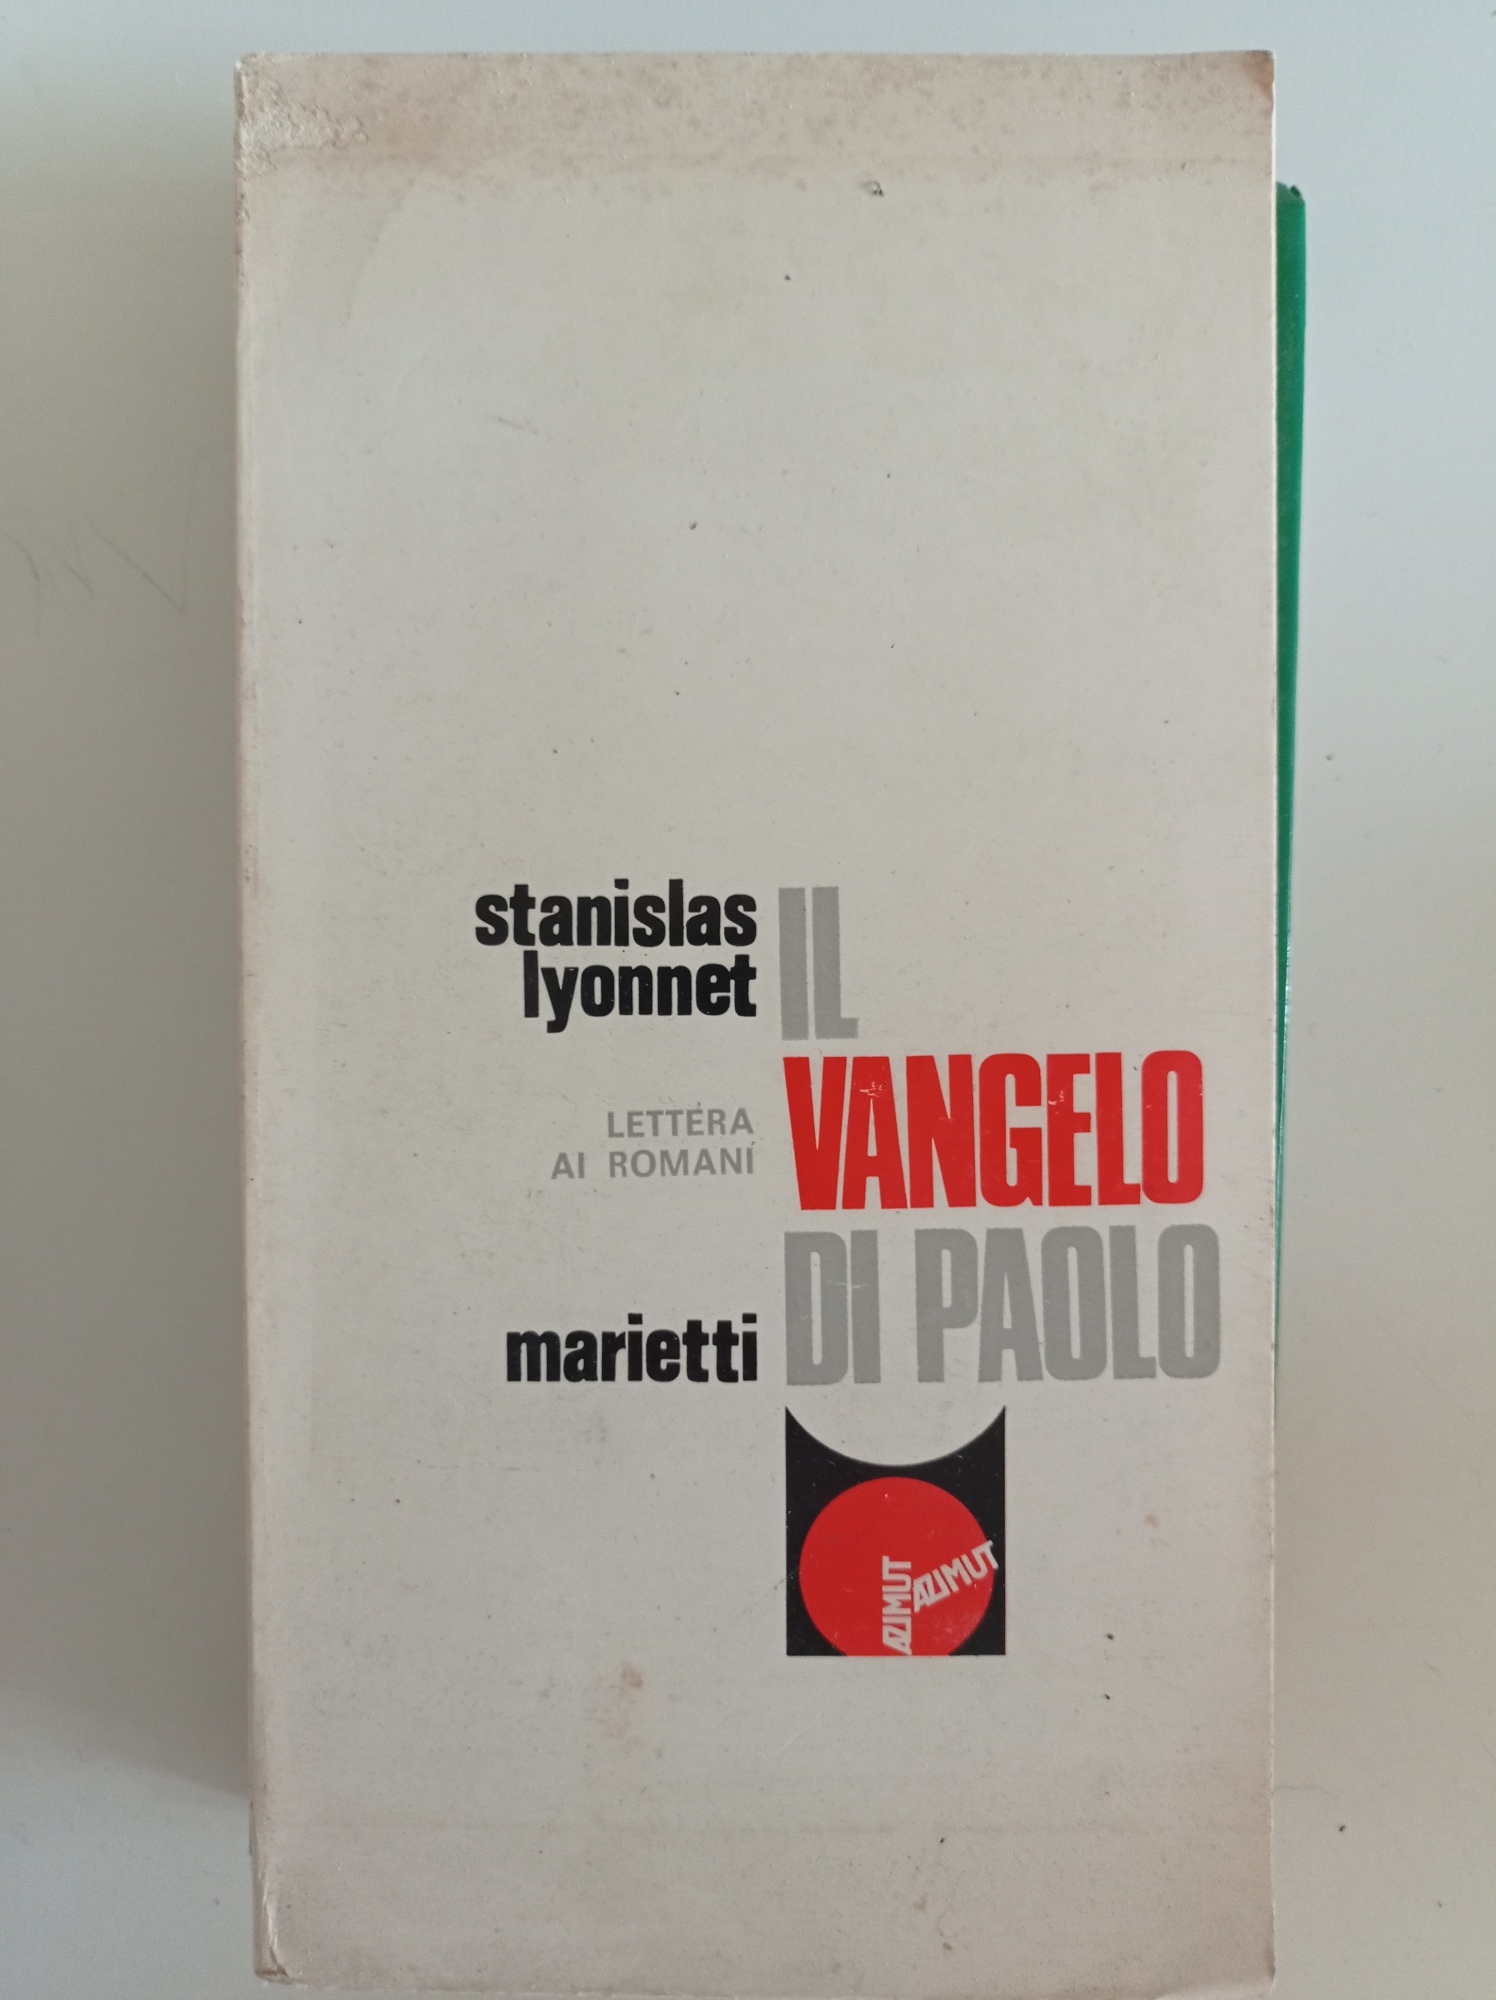 stanislas
lyonnet
IL
VANGELO
DI PAOLO
LETTERA
AI ROMANI
marietti
AZIMUT
AZIMUT